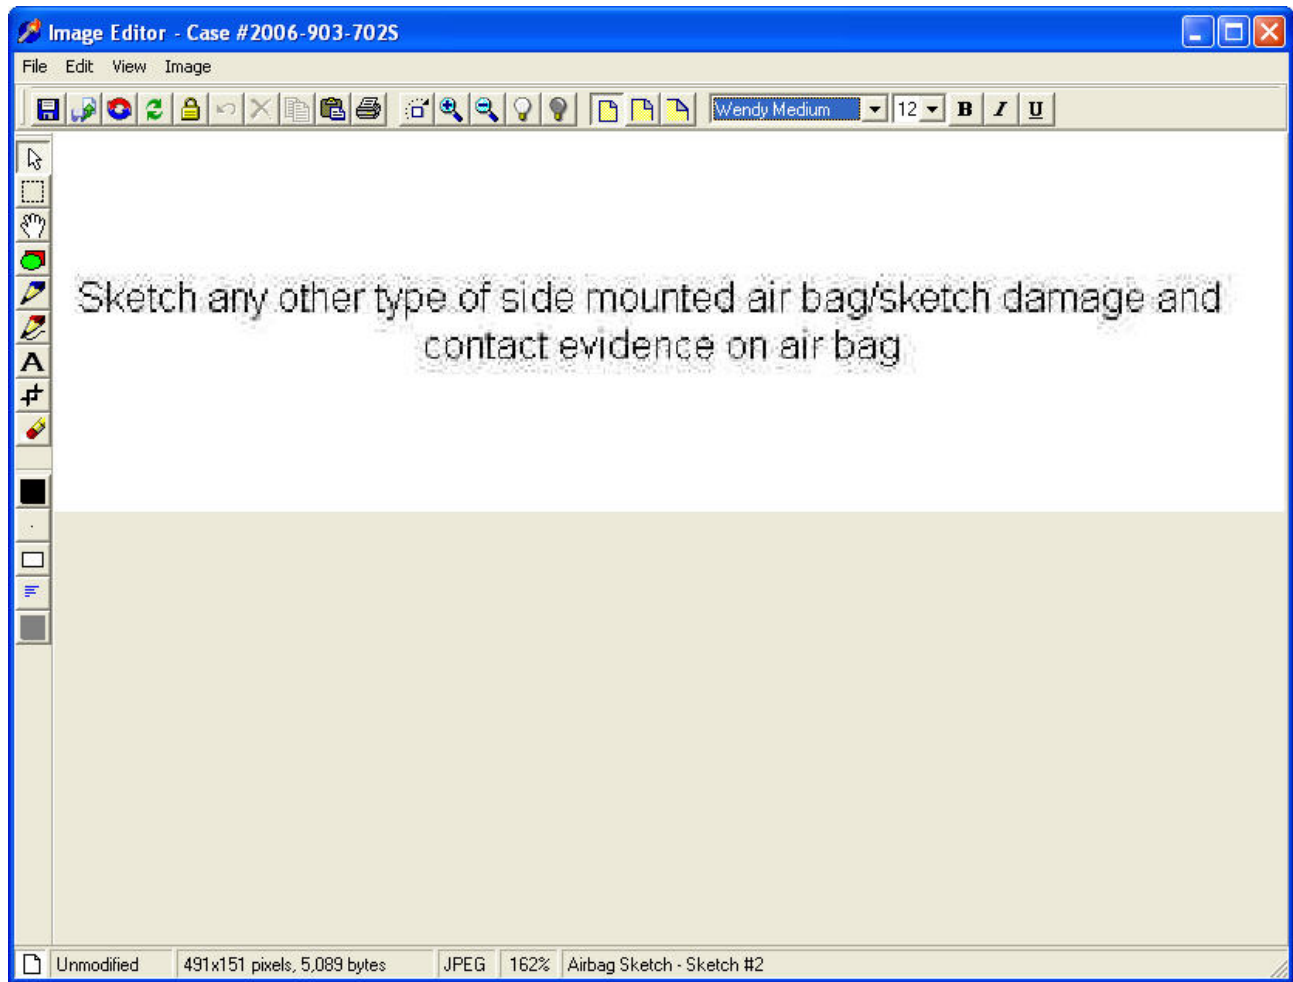 Image Editor - Case #2006-903-702S
File Edit View Image
Wendy Medium 12 B I U
A
Sketch any other type of side mounted air bag/sketch damage and
contact evidence on air bag
Unmodified 491x151 pixels, 5,089 bytes JPEG 162% Airbag Sketch - Sketch #2